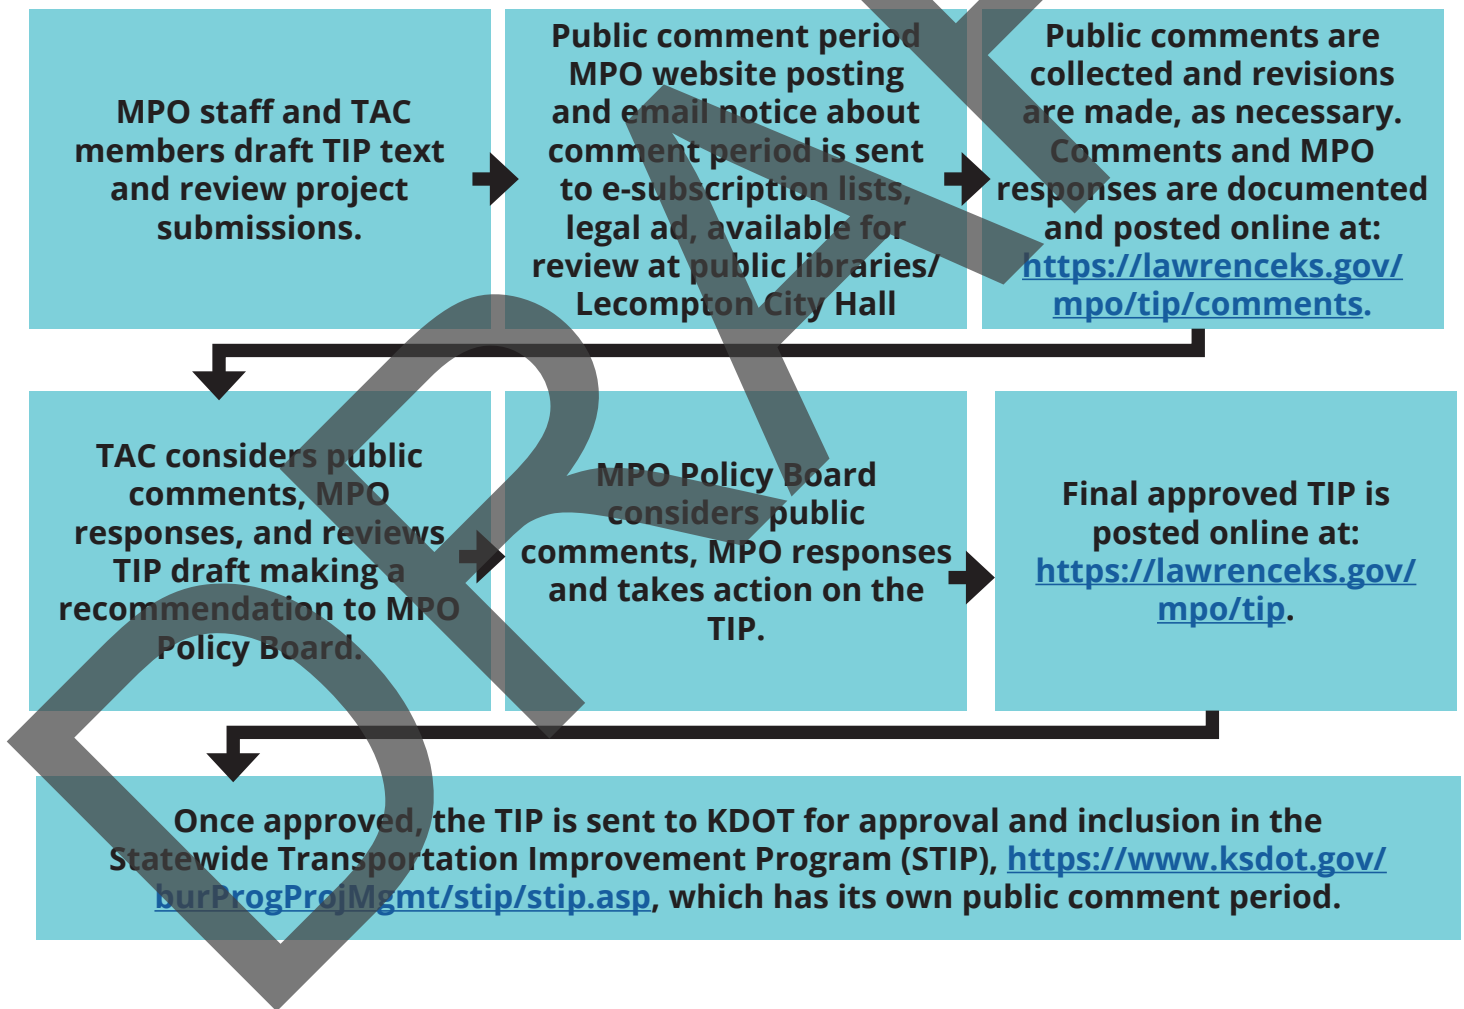 MPO staff and TAC
members draft TIP text
and review project
submissions.
Public comment period
MPO website posting
and email notice about
comment period is sent
to e-subscription lists,
legal ad, available for
review at public libraries/
Lecompton City Hall
Public comments are
collected and revisions
are made, as necessary.
Comments and MPO
responses are documented
and posted online at:
https://lawrenceks.gov/
mpo/tip/comments.
TAC considers public
comments, MPO
responses, and reviews
TIP draft making a
recommendation to MPO
Policy Board.
MPO Policy Board
considers public
comments, MPO responses
and takes action on the
TIP.
Final approved TIP is
posted online at:
https://lawrenceks.gov/
mpo/tip.
Once approved, the TIP is sent to KDOT for approval and inclusion in the
Statewide Transportation Improvement Program (STIP), https://www.ksdot.gov/
burProgProjMgmt/stip/stip.asp, which has its own public comment period.